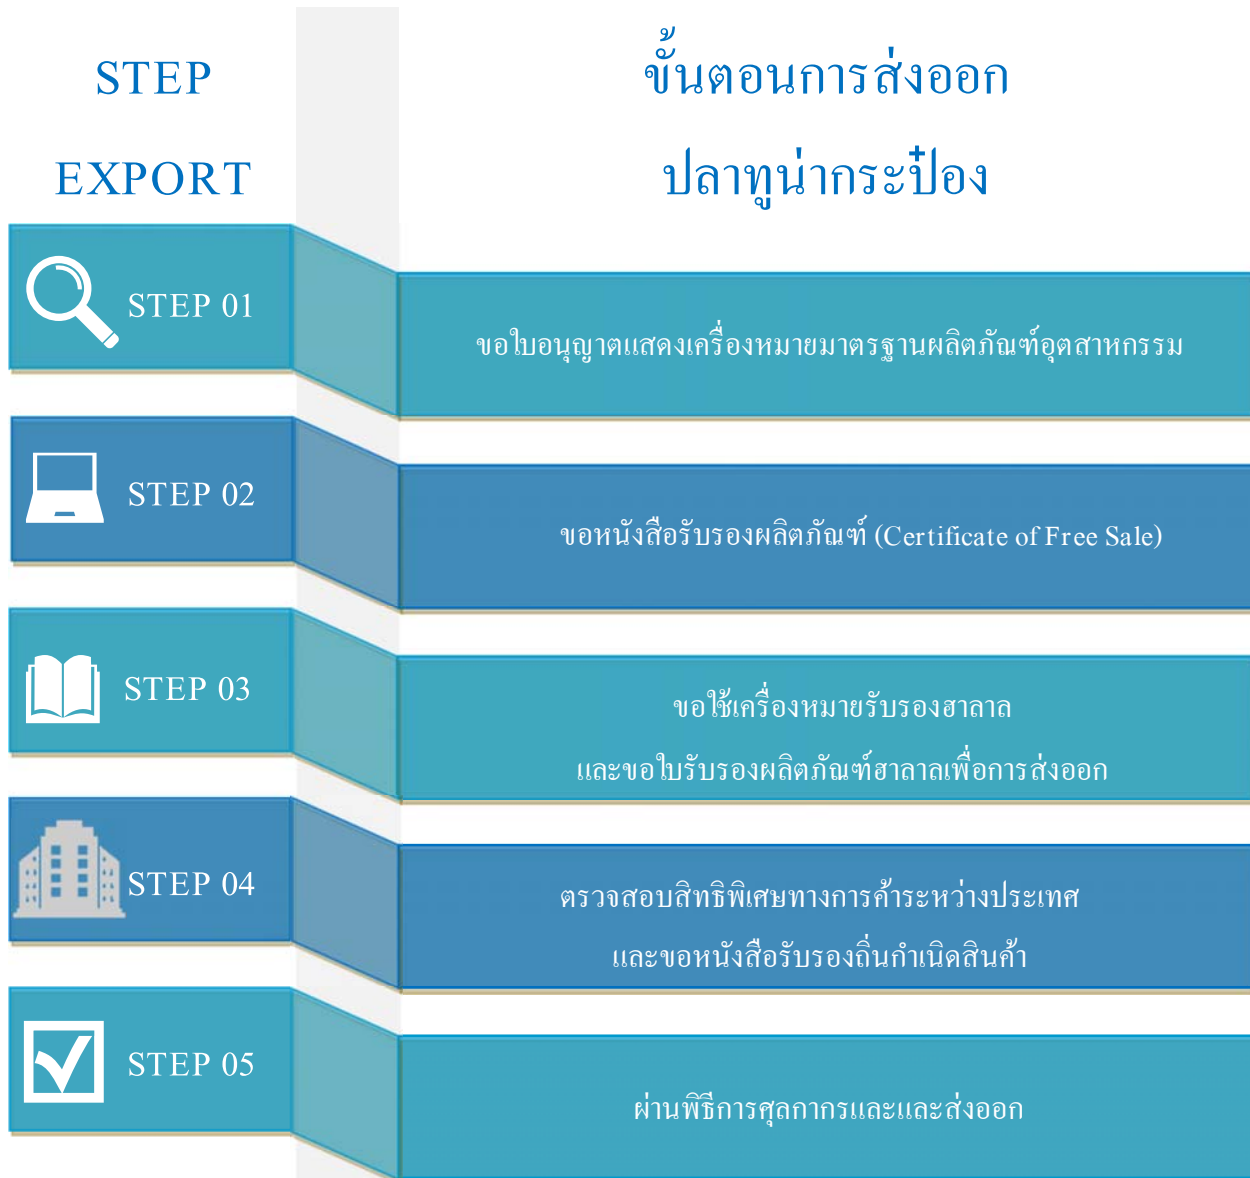 STEP
EXPORT
ขั้นตอนการส่งออก
ปลาทูน่ากระป๋อง
STEP 01
ขอใบอนุญาตแสดงเครื่องหมายมาตรฐานผลิตภัณฑ์อุตสาหกรรม
STEP 02
ขอหนังสือรับรองผลิตภัณฑ์ (Certificate of Free Sale)
STEP 03
ขอใช้เครื่องหมายรับรองฮาลาล
และขอใบรับรองผลิตภัณฑ์ฮาลาลเพื่อการส่งออก
STEP 04
ตรวจสอบสิทธิพิเศษทางการค้าระหว่างประเทศ
และขอหนังสือรับรองถิ่นกำเนิดสินค้า
STEP 05
ผ่านพิธีการศุลกากรและและส่งออก